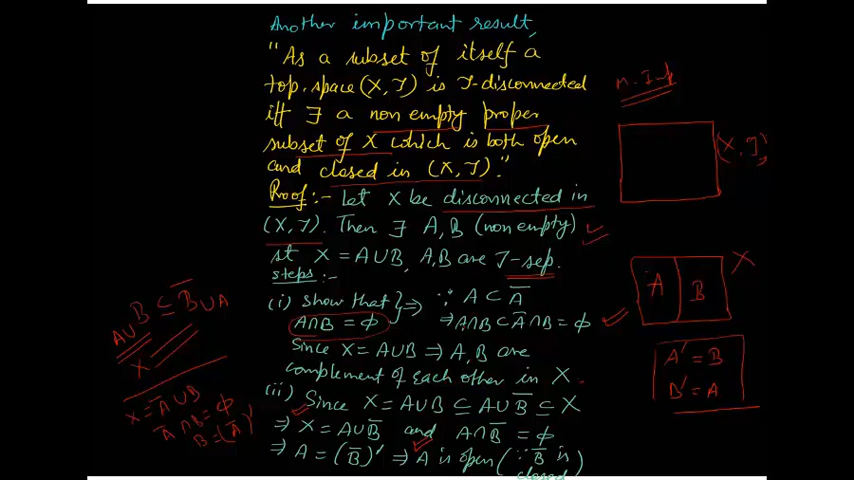 Another important result,
"As a subset of itself a
top. space (X, T) is T-disconnected
iff ∃ a non empty proper
subset of X which is both open
and closed in (X, T)."
Proof:- Let X be disconnected in
(X, T). Then ∃ A, B (non empty)
st X = A∪B, A,B are T-sep.
steps:-
(i) Show that } ⇒ ∵ A ⊂ A̅
A∩B = ϕ ⇒ A∩B ⊂ A̅∩B = ϕ
Since X = A∪B ⇒ A, B are
complement of each other in X.
(ii) Since X = A∪B ⊆ A∪B̅ ⊆ X
⇒ X = A∪B̅ and A∩B̅ = ϕ
⇒ A = (B̅)' ⇒ A is open (∵ B̅ is
closed)
A∪B ⊆ B̅∪A
X
X = A̅∪B
A̅∩B = ϕ
B = (A̅)'
(X, T)
A B X
A' = B
B' = A